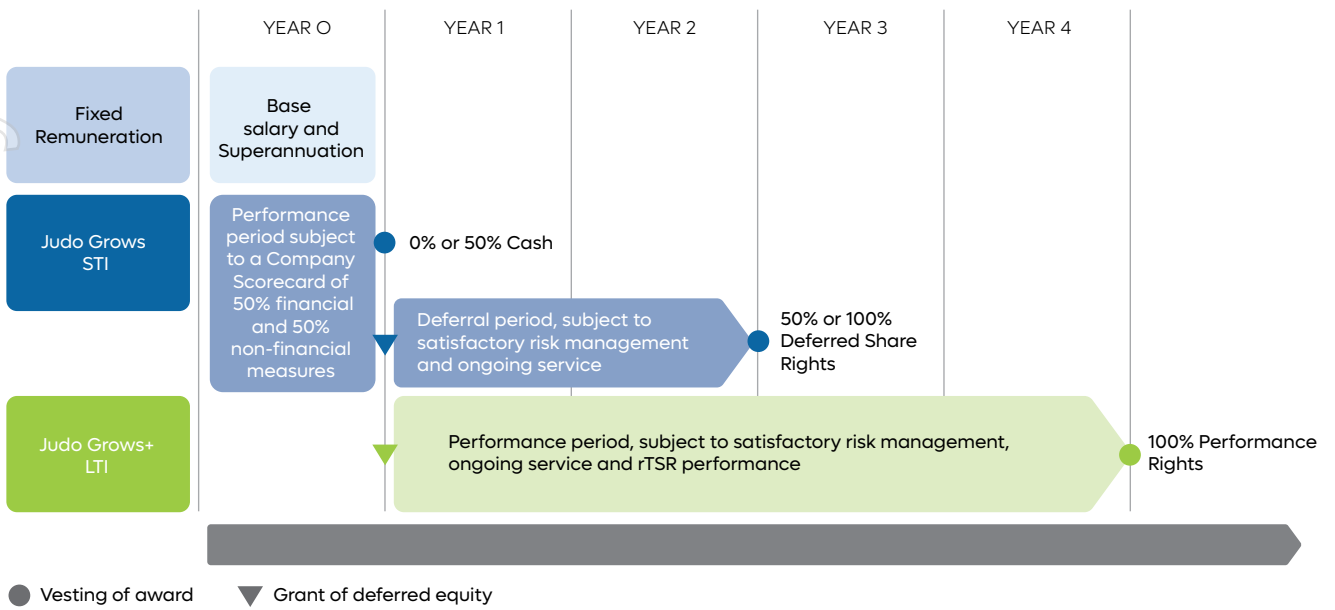 YEAR 0
YEAR 1
YEAR 2
YEAR 3
YEAR 4
Fixed
Remuneration
Base
salary and
Superannuation
Judo Grows
STI
Performance
period subject
to a Company
Scorecard of
50% financial
and 50%
non-financial
measures
0% or 50% Cash
Deferral period, subject to
satisfactory risk management
and ongoing service
50% or 100%
Deferred Share
Rights
Judo Grows+
LTI
Performance period, subject to satisfactory risk management,
ongoing service and rTSR performance
100% Performance
Rights
Vesting of award
Grant of deferred equity